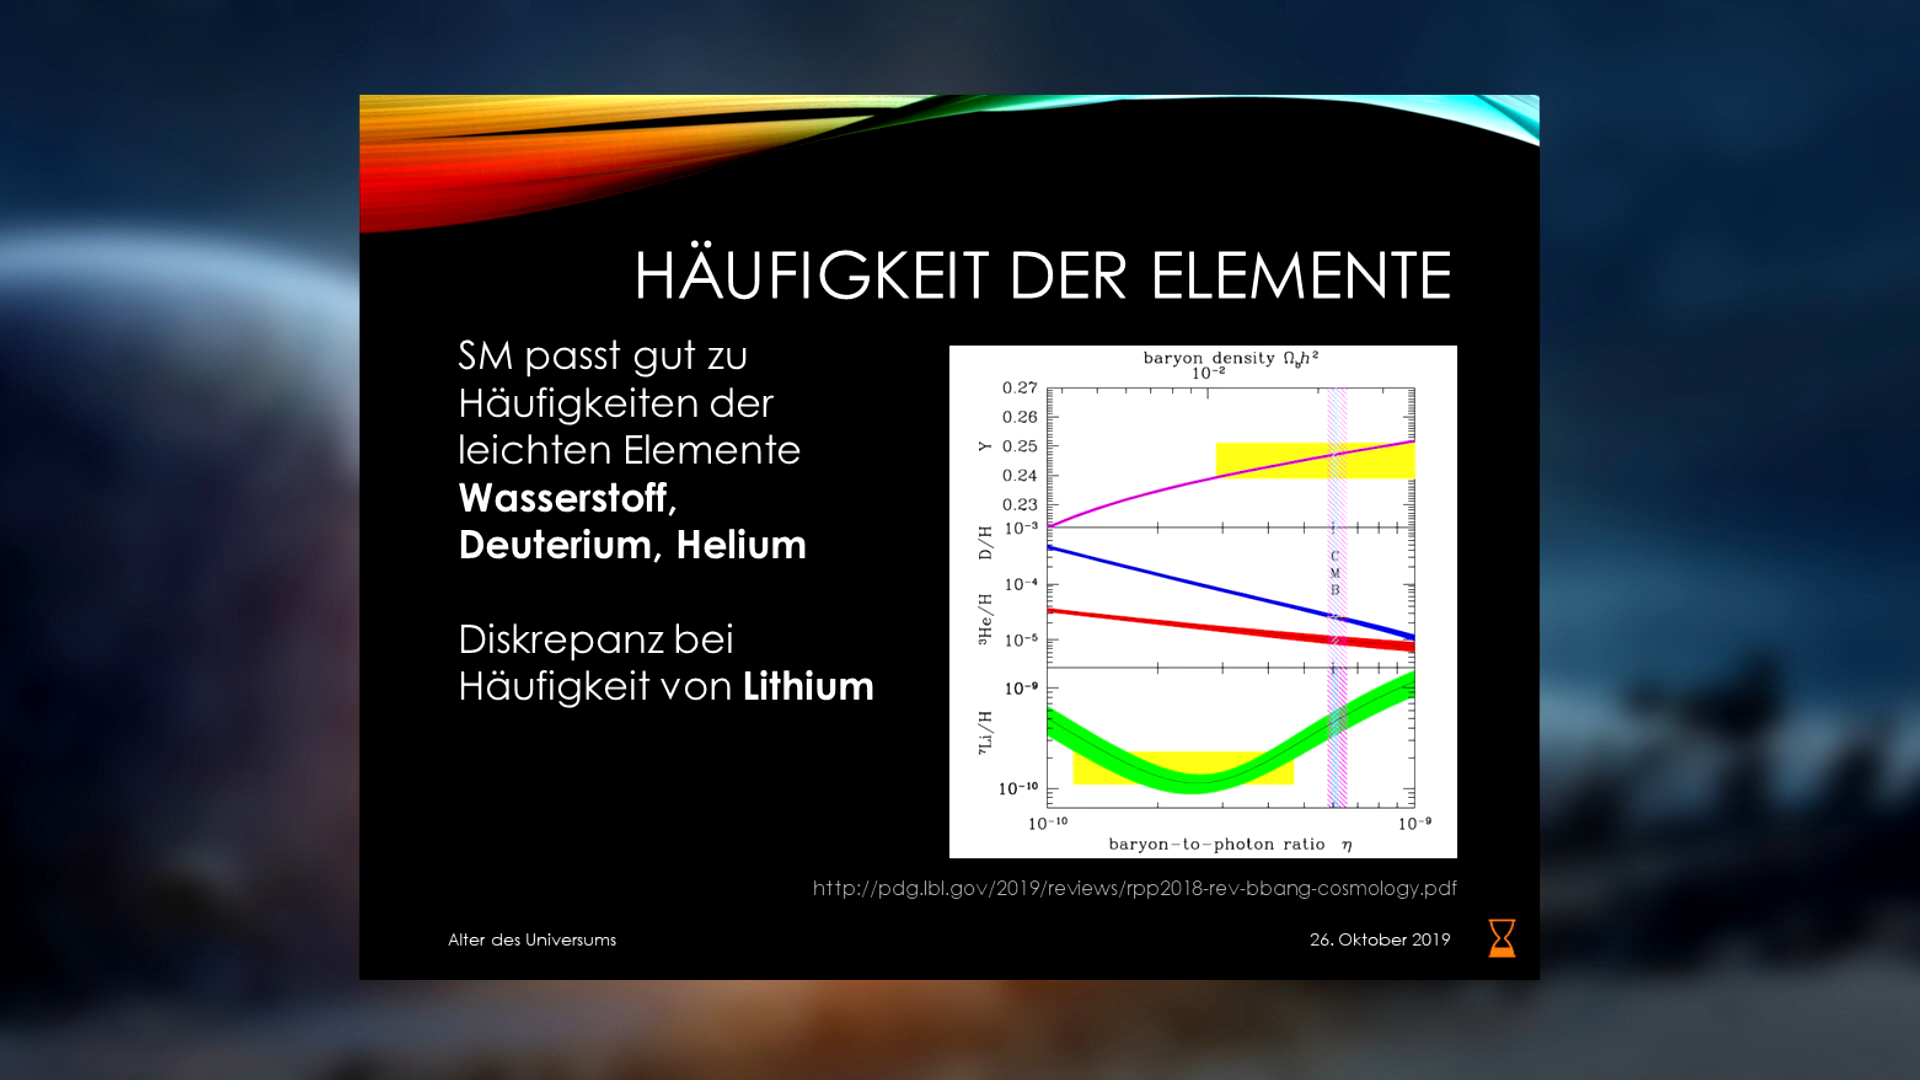 HÄUFIGKEIT DER ELEMENTE
SM passt gut zu
Häufigkeiten der
leichten Elemente
Wasserstoff,
Deuterium, Helium
Diskrepanz bei
Häufigkeit von Lithium
baryon density Ω_b h²
10⁻²
0.27
0.26
0.25
Y
0.24
0.23
10⁻³
D/H
C
M
B
10⁻⁴
³He/H
10⁻⁵
10⁻⁹
⁷Li/H
10⁻¹⁰
10⁻¹⁰ 10⁻⁹
baryon-to-photon ratio η
http://pdg.lbl.gov/2019/reviews/rpp2018-rev-bbang-cosmology.pdf
Alter des Universums
26. Oktober 2019